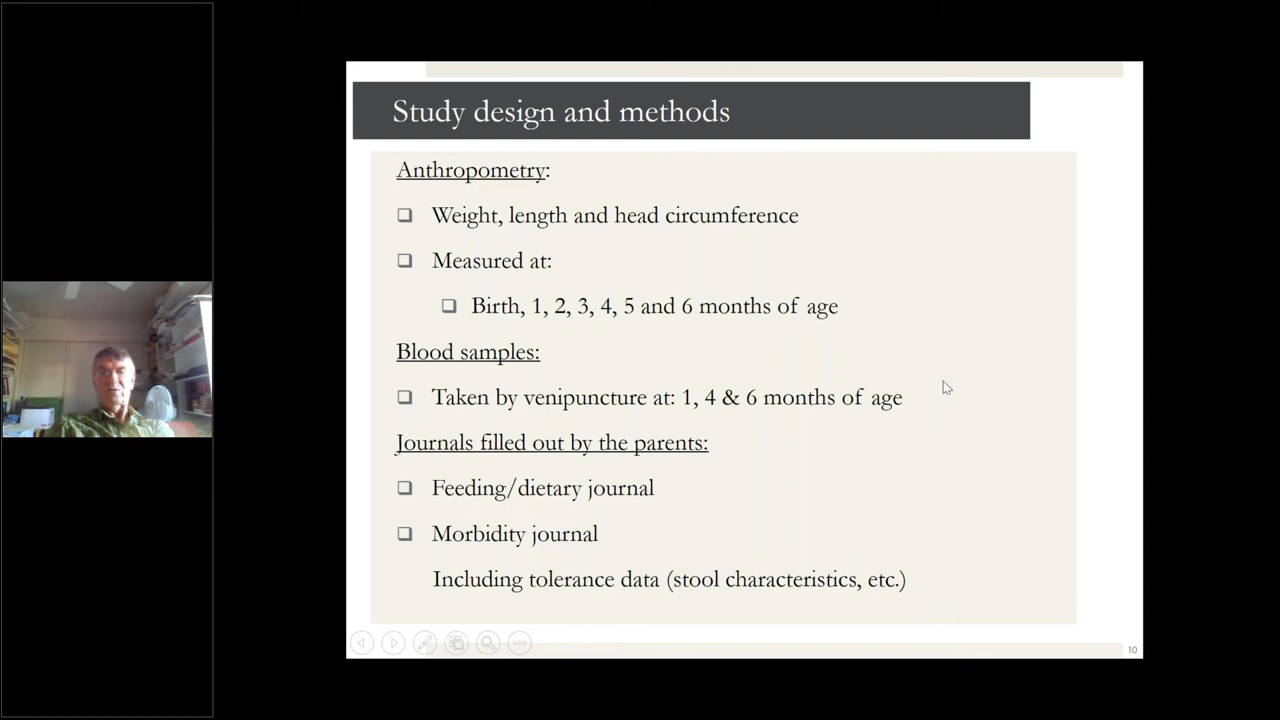 Study design and methods
Anthropometry:
Weight, length and head circumference
Measured at:
Birth, 1, 2, 3, 4, 5 and 6 months of age
Blood samples:
Taken by venipuncture at: 1, 4 & 6 months of age
Journals filled out by the parents:
Feeding/dietary journal
Morbidity journal
Including tolerance data (stool characteristics, etc.)
10